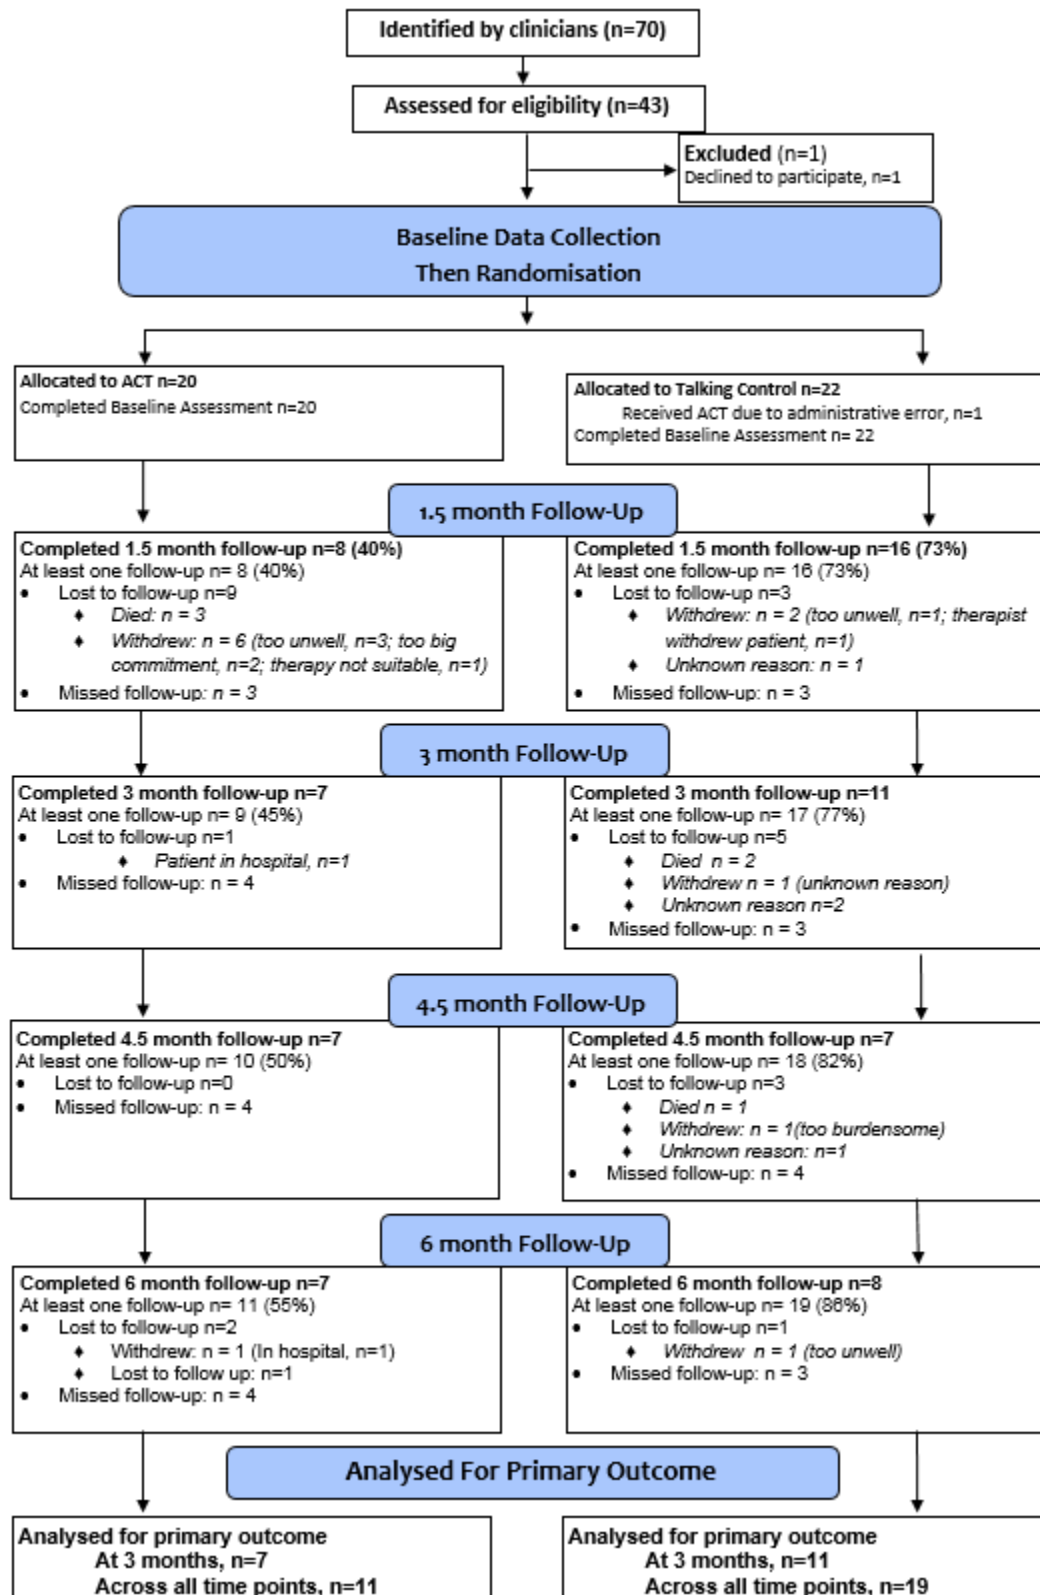 Identified by clinicians (n=70)
Assessed for eligibility (n=43)
Excluded (n=1)
Declined to participate, n=1
Baseline Data Collection
Then Randomisation
Allocated to ACT n=20
Completed Baseline Assessment n=20
Allocated to Talking Control n=22
Received ACT due to administrative error, n=1
Completed Baseline Assessment n= 22
1.5 month Follow-Up
Completed 1.5 month follow-up n=8 (40%)
At least one follow-up n= 8 (40%)
• Lost to follow-up n=9
♦ Died: n = 3
♦ Withdrew: n = 6 (too unwell, n=3; too big
commitment, n=2; therapy not suitable, n=1)
• Missed follow-up: n = 3
Completed 1.5 month follow-up n=16 (73%)
At least one follow-up n= 16 (73%)
• Lost to follow-up n=3
♦ Withdrew: n = 2 (too unwell, n=1; therapist
withdrew patient, n=1)
♦ Unknown reason: n = 1
• Missed follow-up: n = 3
3 month Follow-Up
Completed 3 month follow-up n=7
At least one follow-up n= 9 (45%)
• Lost to follow-up n=1
♦ Patient in hospital, n=1
• Missed follow-up: n = 4
Completed 3 month follow-up n=11
At least one follow-up n= 17 (77%)
• Lost to follow-up n=5
♦ Died n = 2
♦ Withdrew n = 1 (unknown reason)
♦ Unknown reason n=2
• Missed follow-up: n = 3
4.5 month Follow-Up
Completed 4.5 month follow-up n=7
At least one follow-up n= 10 (50%)
• Lost to follow-up n=0
• Missed follow-up: n = 4
Completed 4.5 month follow-up n=7
At least one follow-up n= 18 (82%)
• Lost to follow-up n=3
♦ Died n = 1
♦ Withdrew: n = 1(too burdensome)
♦ Unknown reason: n=1
• Missed follow-up: n = 4
6 month Follow-Up
Completed 6 month follow-up n=7
At least one follow-up n= 11 (55%)
• Lost to follow-up n=2
♦ Withdrew: n = 1 (In hospital, n=1)
♦ Lost to follow up: n=1
• Missed follow-up: n = 4
Completed 6 month follow-up n=8
At least one follow-up n= 19 (86%)
• Lost to follow-up n=1
♦ Withdrew n = 1 (too unwell)
• Missed follow-up: n = 3
Analysed For Primary Outcome
Analysed for primary outcome
At 3 months, n=7
Across all time points, n=11
Analysed for primary outcome
At 3 months, n=11
Across all time points, n=19